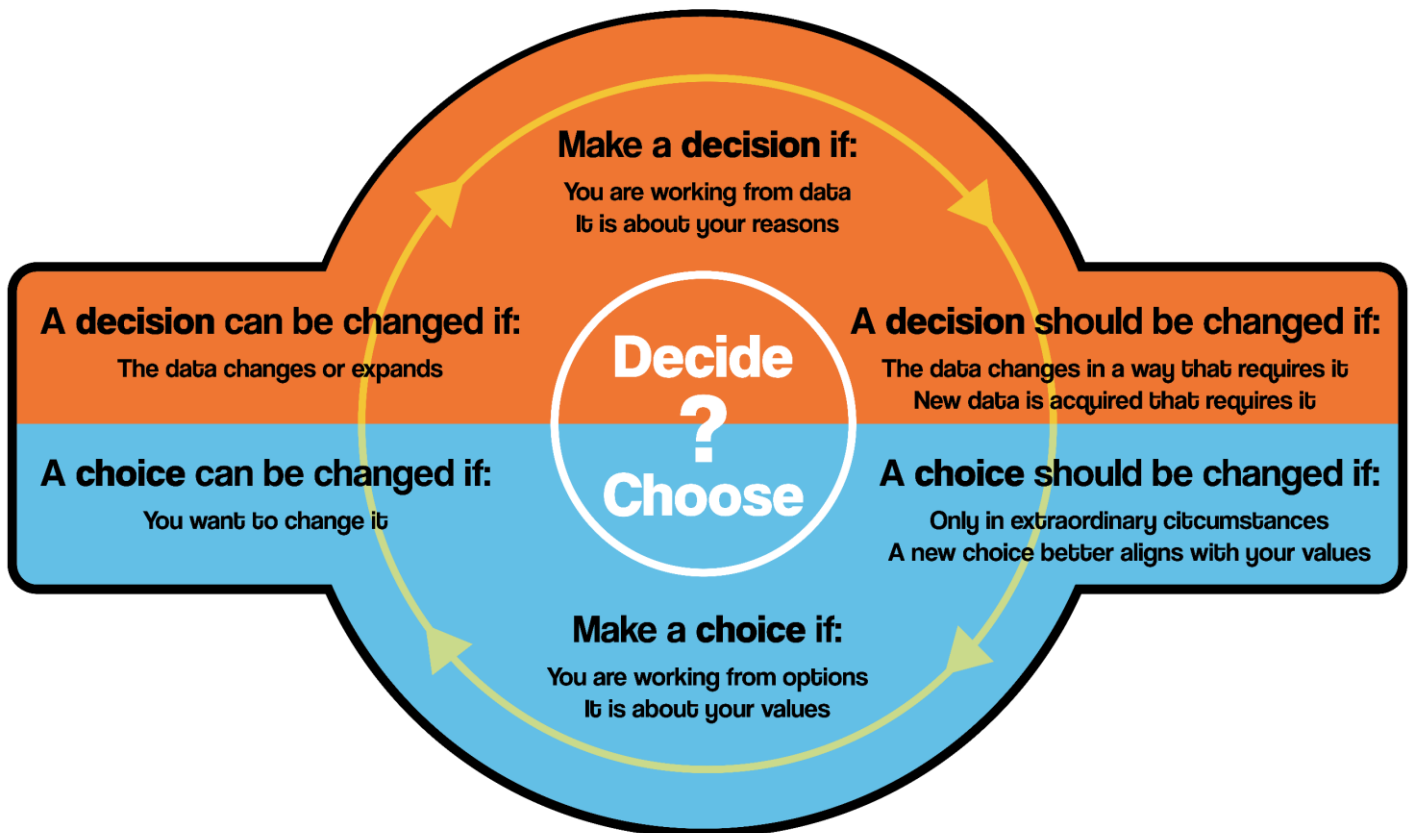 Make a decision if:
You are working from data
It is about your reasons
A decision can be changed if:
The data changes or expands
Decide
?
Choose
A decision should be changed if:
The data changes in a way that requires it
New data is acquired that requires it
A choice can be changed if:
You want to change it
A choice should be changed if:
Only in extraordinary citcumstances
A new choice better aligns with your values
Make a choice if:
You are working from options
It is about your values